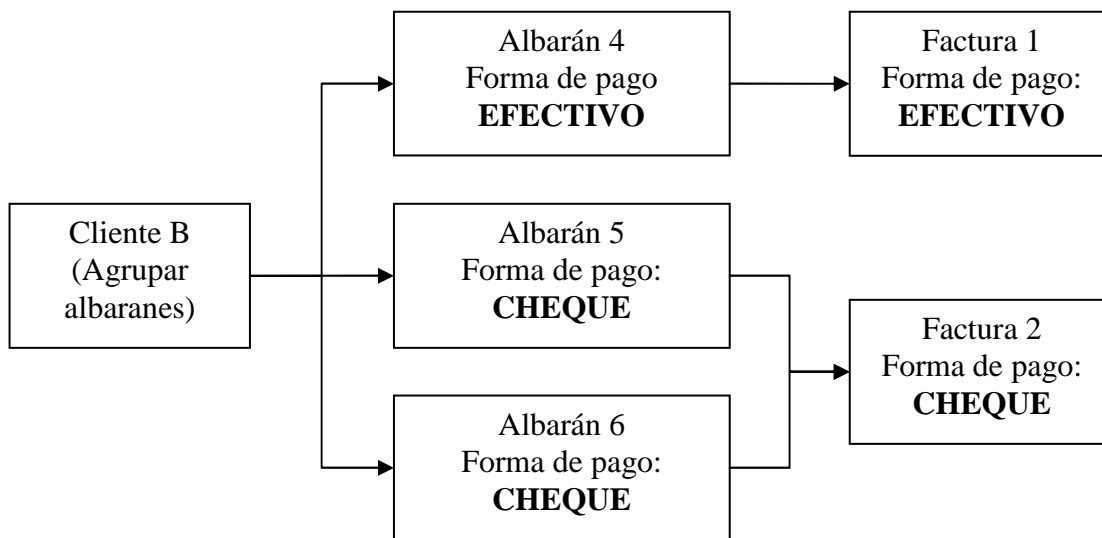 Albarán 4
Forma de pago
EFECTIVO
Factura 1
Forma de pago:
EFECTIVO
Cliente B
(Agrupar
albaranes)
Albarán 5
Forma de pago:
CHEQUE
Albarán 6
Forma de pago:
CHEQUE
Factura 2
Forma de pago:
CHEQUE